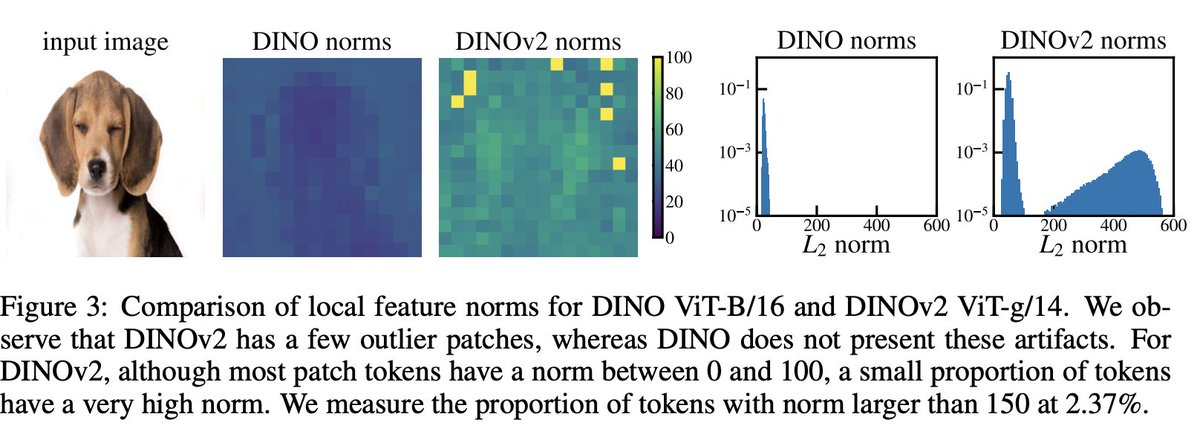 input image
DINO norms
DINOv2 norms
100
80
60
40
20
0
DINO norms
10⁻¹
10⁻³
10⁻⁵
0 200 400 600
L₂ norm
DINOv2 norms
10⁻¹
10⁻³
10⁻⁵
0 200 400 600
L₂ norm
Figure 3: Comparison of local feature norms for DINO ViT-B/16 and DINOv2 ViT-g/14. We ob-
serve that DINOv2 has a few outlier patches, whereas DINO does not present these artifacts. For
DINOv2, although most patch tokens have a norm between 0 and 100, a small proportion of tokens
have a very high norm. We measure the proportion of tokens with norm larger than 150 at 2.37%.